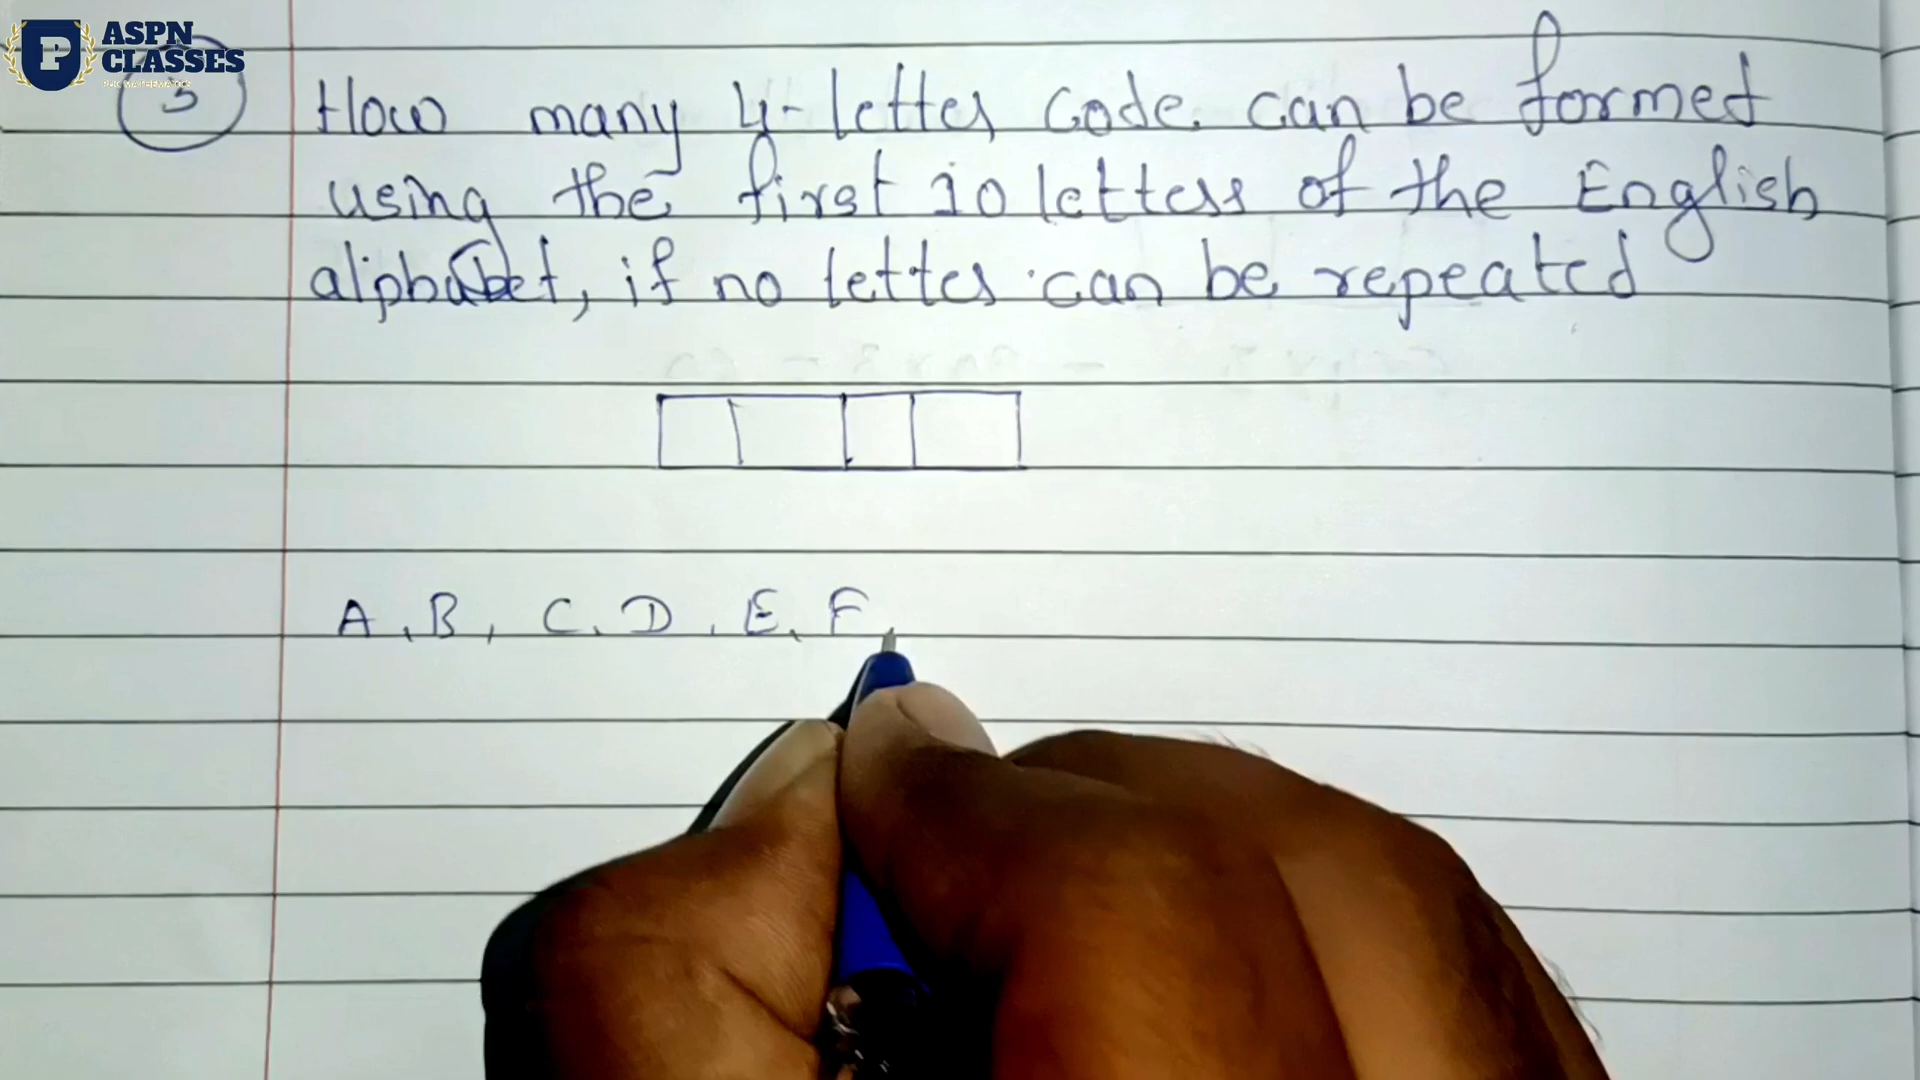 ASPN
CLASSES
3 How many 4-letter code can be formed
using the first 10 letters of the English
alphabet, if no letter can be repeated
A, B, C, D, E, F,